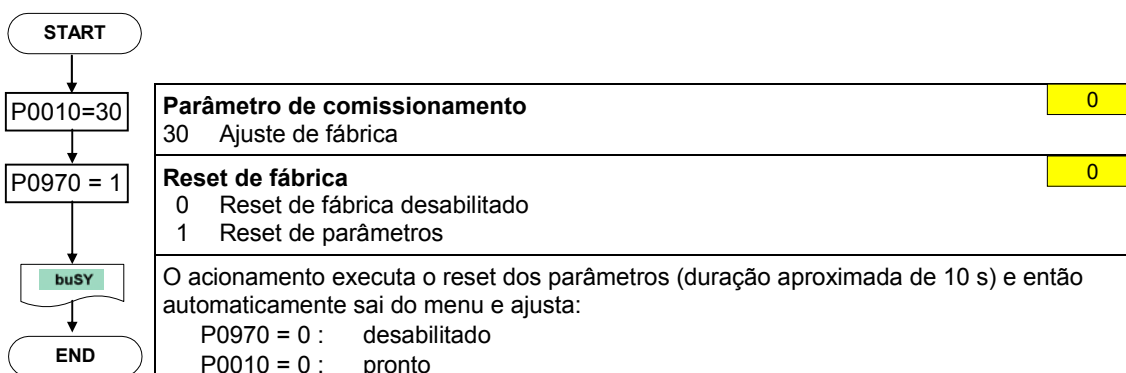 START
P0010=30
Parâmetro de comissionamento
0
30 Ajuste de fábrica
P0970 = 1
Reset de fábrica
0
0 Reset de fábrica desabilitado
1 Reset de parâmetros
buSY
O acionamento executa o reset dos parâmetros (duração aproximada de 10 s) e então
automaticamente sai do menu e ajusta:
P0970 = 0 : desabilitado
END
P0010 = 0 : pronto